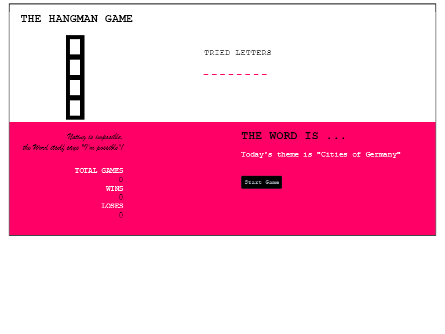 THE HANGMAN GAME
TRIED LETTERS
_ _ _ _ _ _ _ _
Noting is impossible,
the Word itself says "I'm possible"!
TOTAL GAMES
0
WINS
0
LOSES
0
THE WORD IS ...
Today's theme is "Cities of Germany"
Start Game